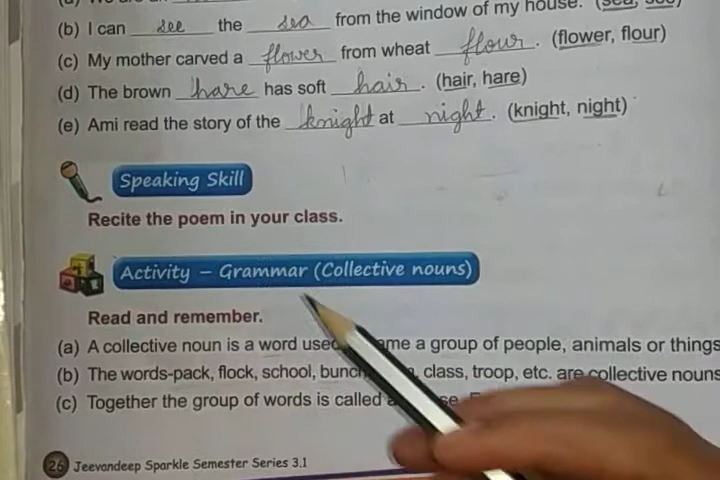 (b) I can see the sea from the window of my house. (sea, see)
(c) My mother carved a flower from wheat flour. (flower, flour)
(d) The brown hare has soft hair. (hair, hare)
(e) Ami read the story of the knight at night. (knight, night)
Speaking Skill
Recite the poem in your class.
Activity – Grammar (Collective nouns)
Read and remember.
(a) A collective noun is a word used name a group of people, animals or things
(b) The words-pack, flock, school, bunch, class, troop, etc. are collective nouns
(c) Together the group of words is called
26 Jeevandeep Sparkle Semester Series 3.1